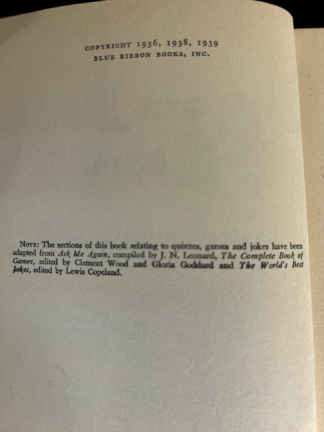 COPYRIGHT 1936, 1938, 1939
BLUE RIBBON BOOKS, INC.
NOTE: The sections of this book relating to quizzes, games and jokes have been
adapted from Ask Me Again, compiled by J. N. Leonard, The Complete Book of
Games, edited by Clement Wood and Gloria Goddard and The World's Best
Jokes, edited by Lewis Copeland.